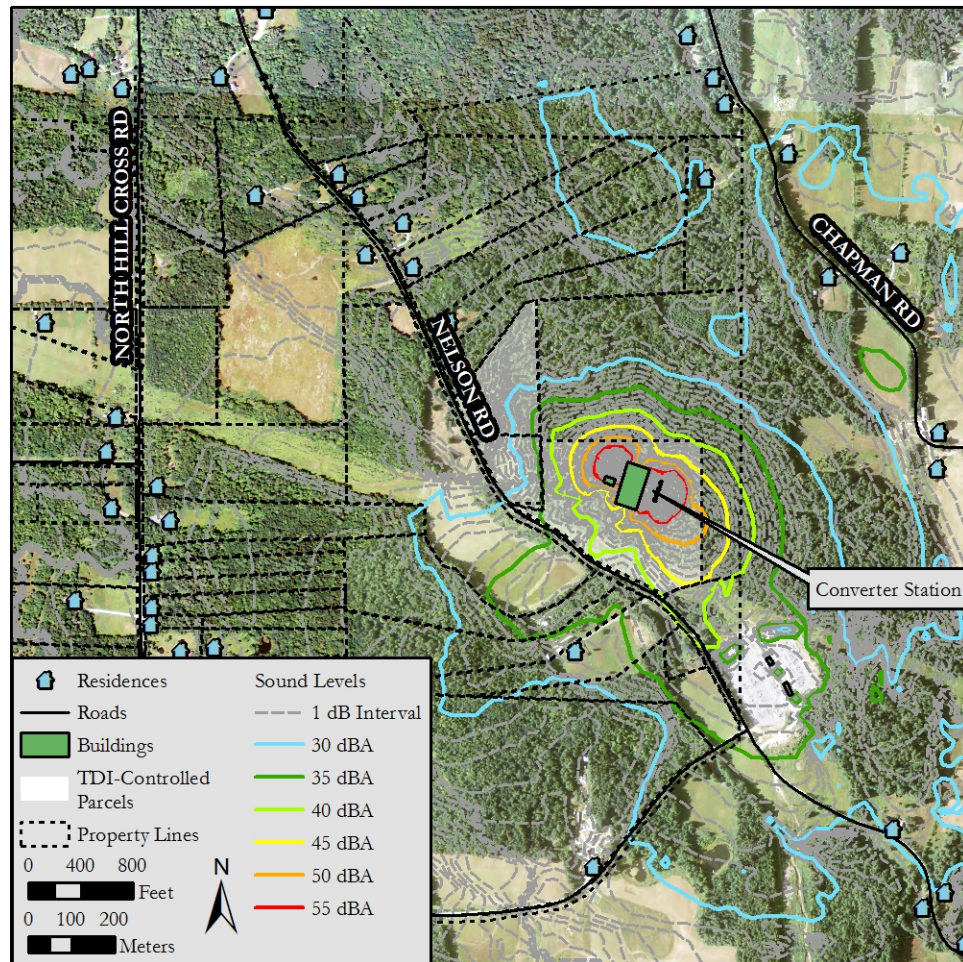 NORTH HILL CROSS RD
NELSON RD
CHAPMAN RD
Converter Station
Residences
Roads
Buildings
TDI-Controlled
Parcels
Property Lines
0 400 800
Feet
0 100 200
Meters
N
Sound Levels
1 dB Interval
30 dBA
35 dBA
40 dBA
45 dBA
50 dBA
55 dBA